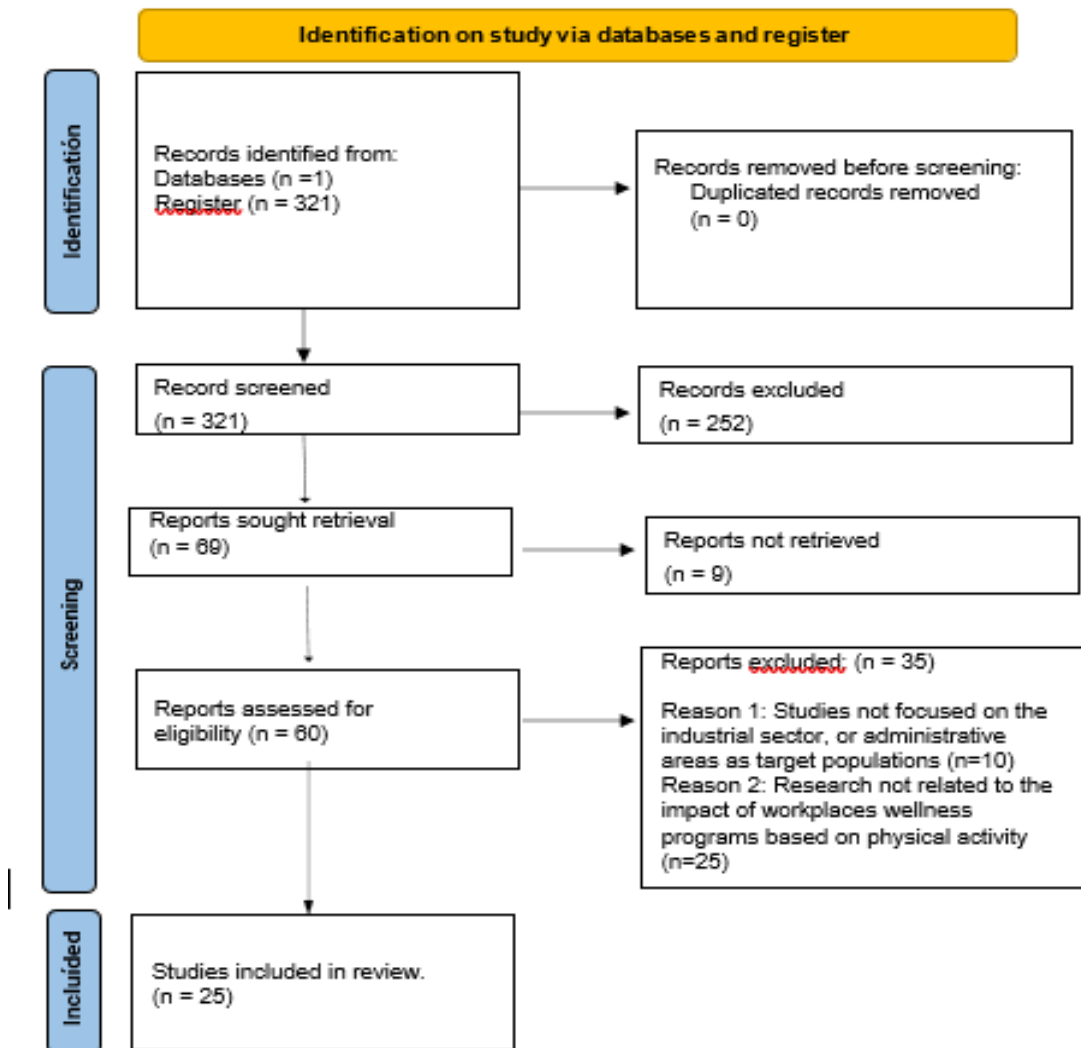 Identification on study via databases and register
Identificatión
Records identified from:
Databases (n =1)
Register (n = 321)
Records removed before screening:
Duplicated records removed
(n = 0)
Screening
Record screened
(n = 321)
Records excluded
(n = 252)
Reports sought retrieval
(n = 69)
Reports not retrieved
(n = 9)
Reports assessed for
eligibility (n = 60)
Reports excluded: (n = 35)
Reason 1: Studies not focused on the
industrial sector, or administrative
areas as target populations (n=10)
Reason 2: Research not related to the
impact of workplaces wellness
programs based on physical activity
(n=25)
Incluíded
Studies included in review.
(n = 25)